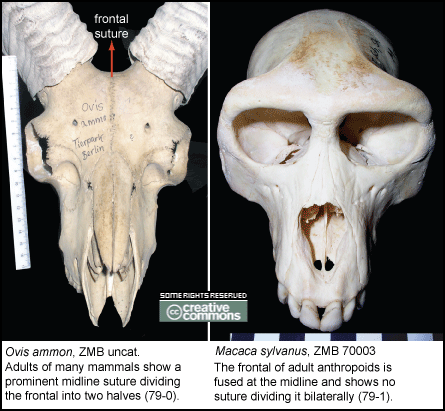 frontal
suture
Ovis
ammon
Tierpark
Berlin
SOME RIGHTS RESERVED
cc creative
commons
Ovis ammon, ZMB uncat.
Adults of many mammals show a
prominent midline suture dividing
the frontal into two halves (79-0).
Macaca sylvanus, ZMB 70003
The frontal of adult anthropoids is
fused at the midline and shows no
suture dividing it bilaterally (79-1).